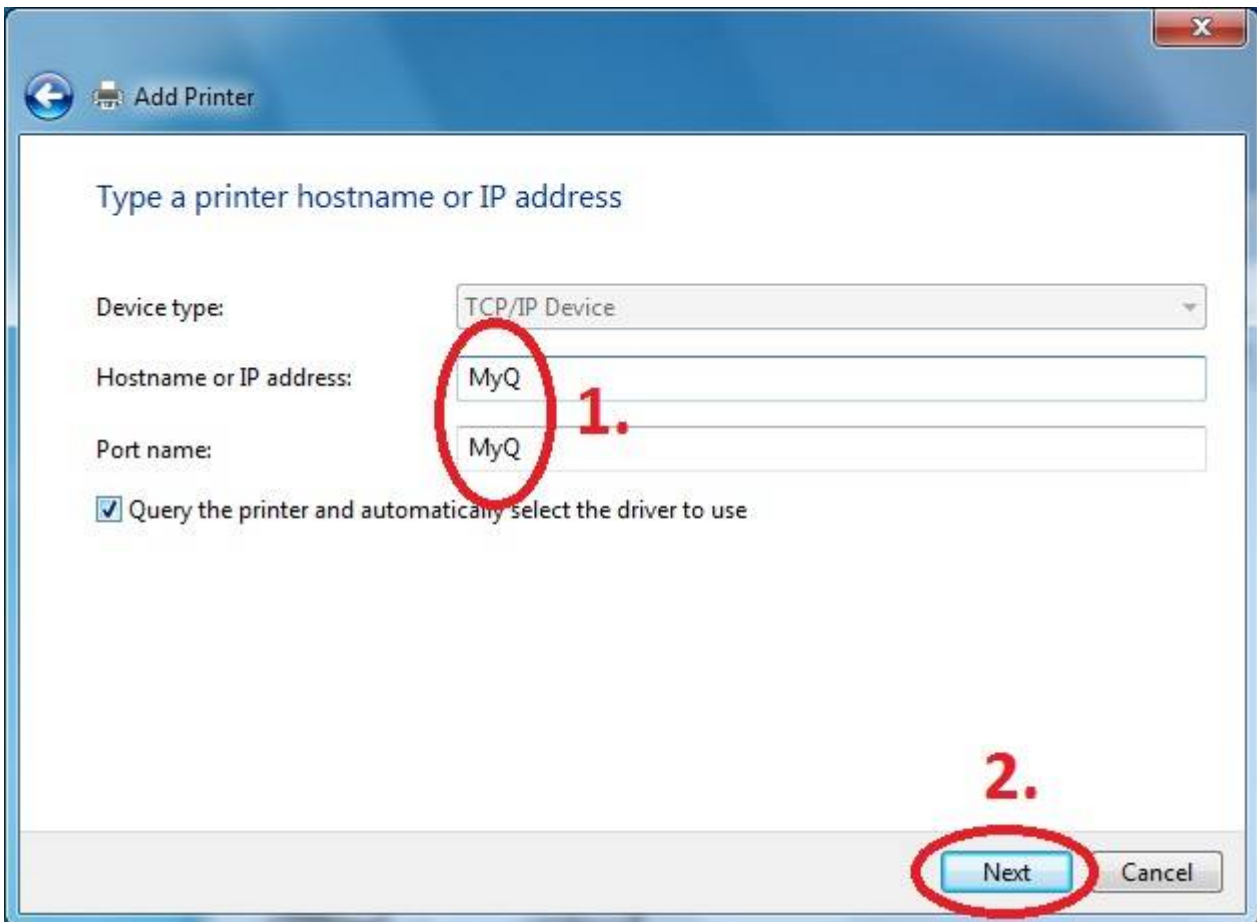 Add Printer
Type a printer hostname or IP address
Device type: TCP/IP Device
Hostname or IP address: MyQ
1.
Port name: MyQ
Query the printer and automatically select the driver to use
2.
Next Cancel